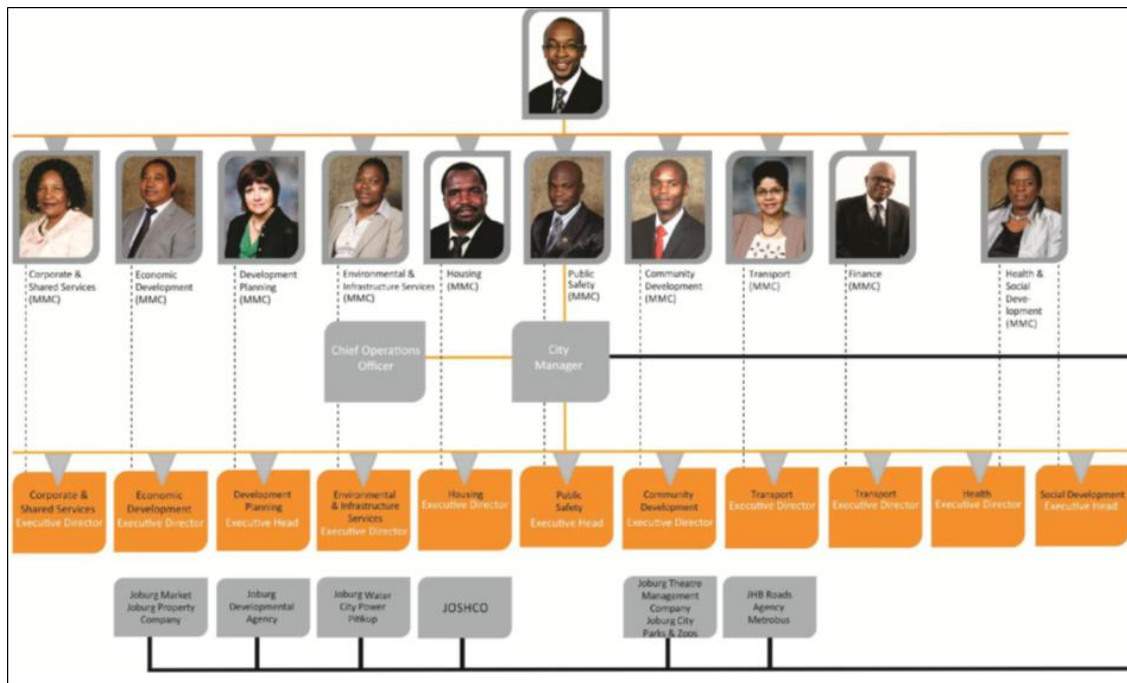 Corporate &
Shared Services
(MMC)
Economic
Development
(MMC)
Development
Planning
(MMC)
Environmental &
Infrastructure Services
(MMC)
Housing
(MMC)
Public
Safety
(MMC)
Community
Development
(MMC)
Transport
(MMC)
Finance
(MMC)
Health &
Social
Deve-
lopment
(MMC)
Chief Operations
Officer
City
Manager
Corporate &
Shared Services
Executive Director
Economic
Development
Executive Director
Development
Planning
Executive Head
Environmental
& Infrastructure
Services
Executive Director
Housing
Executive Director
Public
Safety
Executive Head
Community
Development
Executive Director
Transport
Executive Director
Transport
Executive Director
Health
Executive Director
Social Development
Executive Head
Joburg Market
Joburg Property
Company
Joburg
Developmental
Agency
Joburg Water
City Power
Pitikup
JOSHCO
Joburg Theatre
Management
Company
Joburg City
Parks & Zoos
JHB Roads
Agency
Metrobus